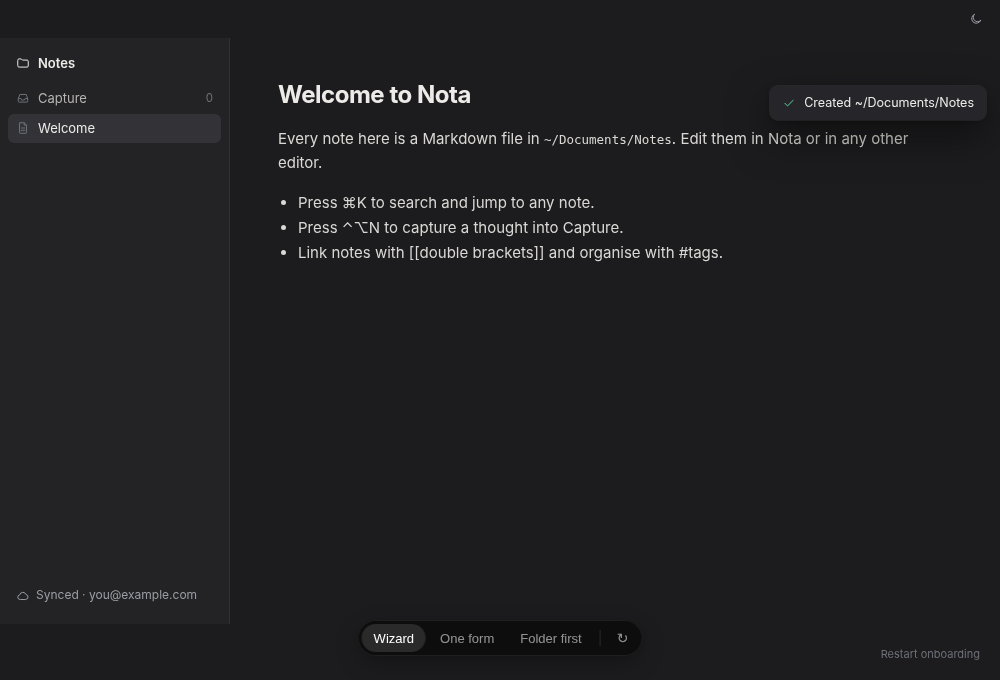 Notes
Capture 0
Welcome
Welcome to Nota
Created ~/Documents/Notes
Every note here is a Markdown file in ~/Documents/Notes. Edit them in Nota or in any other
editor.
• Press ⌘K to search and jump to any note.
• Press ^⌥N to capture a thought into Capture.
• Link notes with [[double brackets]] and organise with #tags.
Synced · you@example.com
Wizard One form Folder first ↻
Restart onboarding